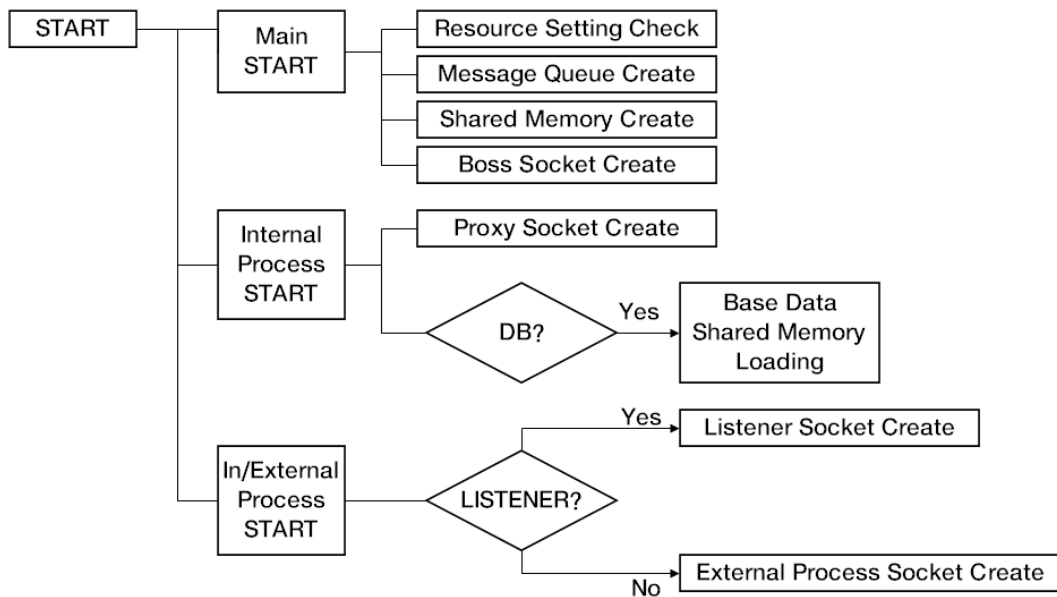 START
Main
START
Resource Setting Check
Message Queue Create
Shared Memory Create
Boss Socket Create
Internal
Process
START
Proxy Socket Create
DB?
Yes
Base Data
Shared Memory
Loading
In/External
Process
START
LISTENER?
Yes
Listener Socket Create
No
External Process Socket Create